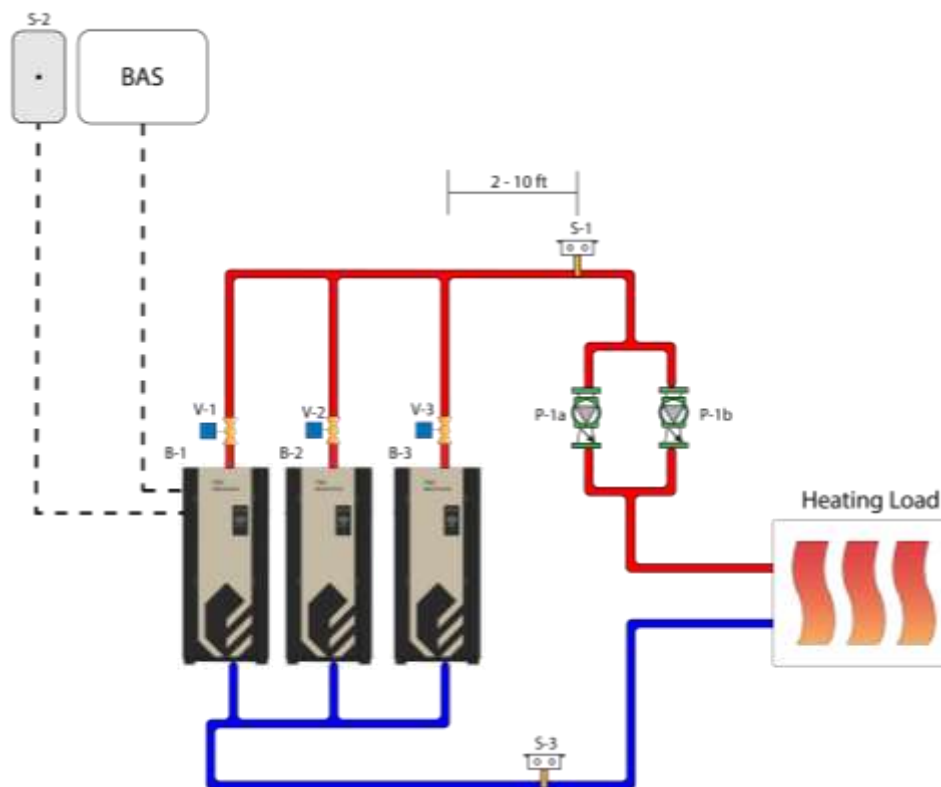 S-2
BAS
2 - 10 ft
S-1
V-1
V-2
V-3
P-1a
P-1b
B-1
B-2
B-3
Heating Load
S-3